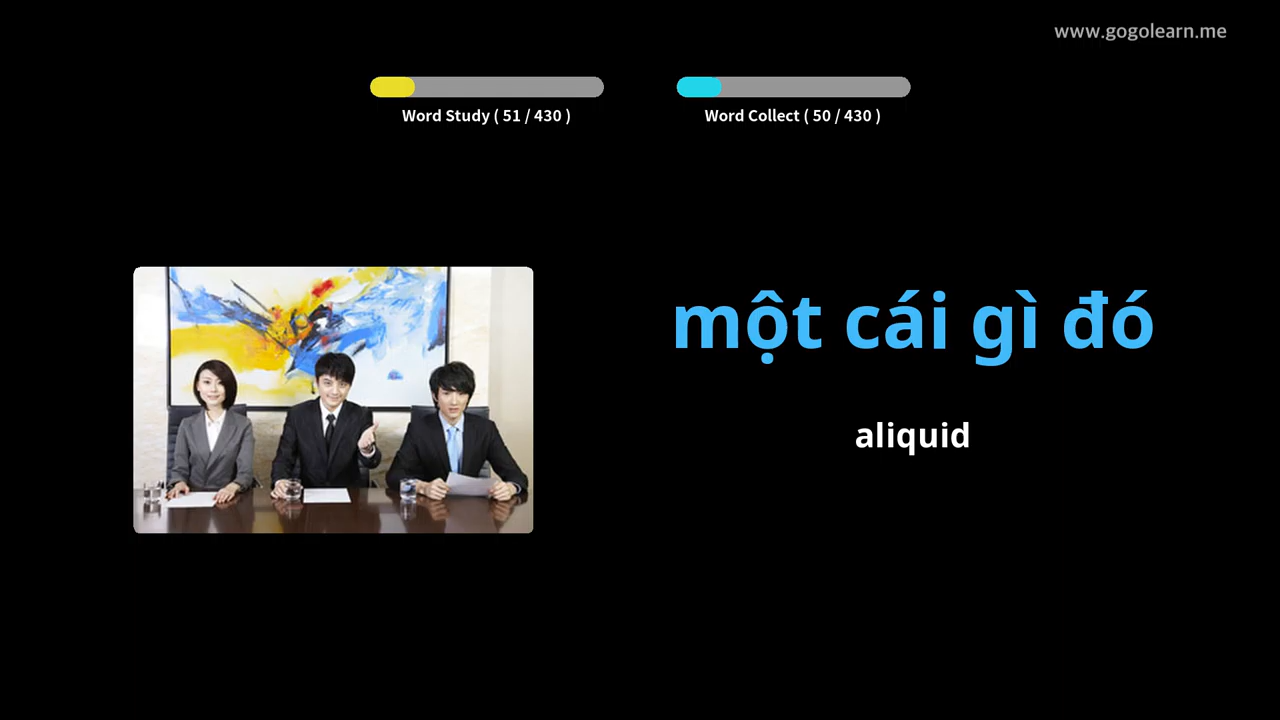 www.gogolearn.me
Word Study ( 51 / 430 )
Word Collect ( 50 / 430 )
một cái gì đó
aliquid